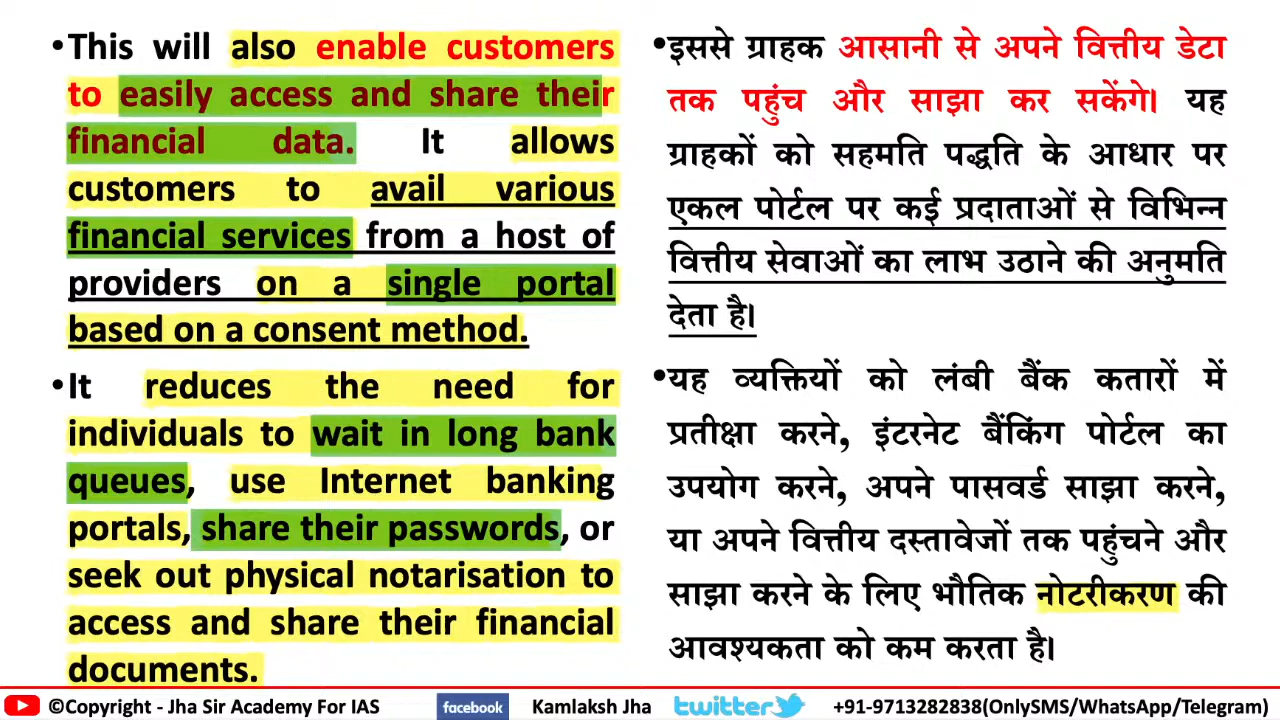 •This will also enable customers
to easily access and share their
financial data. It allows
customers to avail various
financial services from a host of
providers on a single portal
based on a consent method.
•It reduces the need for
individuals to wait in long bank
queues, use Internet banking
portals, share their passwords, or
seek out physical notarisation to
access and share their financial
documents.
•इससे ग्राहक आसानी से अपने वित्तीय डेटा
तक पहुंच और साझा कर सकेंगे। यह
ग्राहकों को सहमति पद्धति के आधार पर
एकल पोर्टल पर कई प्रदाताओं से विभिन्न
वित्तीय सेवाओं का लाभ उठाने की अनुमति
देता है।
•यह व्यक्तियों को लंबी बैंक कतारों में
प्रतीक्षा करने, इंटरनेट बैंकिंग पोर्टल का
उपयोग करने, अपने पासवर्ड साझा करने,
या अपने वित्तीय दस्तावेजों तक पहुंचने और
साझा करने के लिए भौतिक नोटरीकरण की
आवश्यकता को कम करता है।
©Copyright - Jha Sir Academy For IAS facebook Kamlaksh Jha twitter +91-9713282838(OnlySMS/WhatsApp/Telegram)